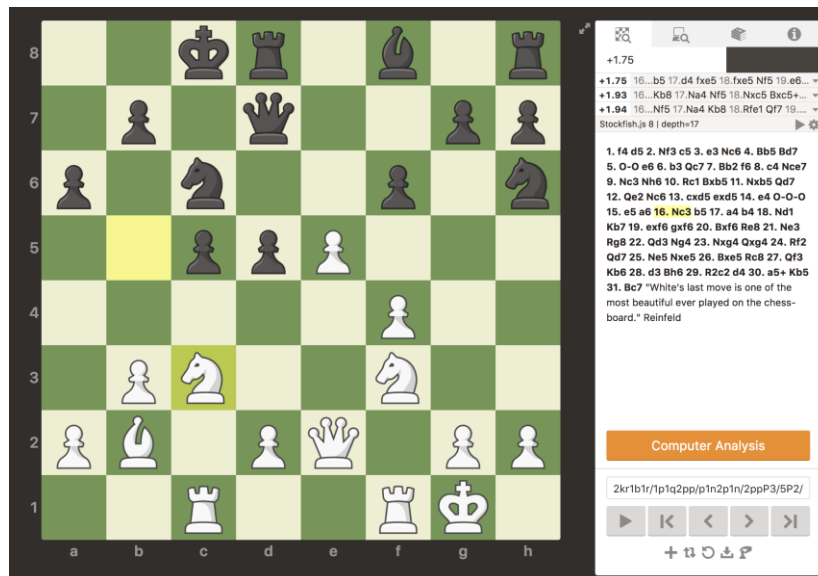 8
7
6
5
4
3
2
1
a b c d e f g h
+1.75
+1.75 16...b5 17.d4 fxe5 18.fxe5 Nf5 19.e6...
+1.93 16...Kb8 17.Na4 Nf5 18.Nxc5 Bxc5+...
+1.94 16...Nf5 17.Na4 Kb8 18.Rfe1 Qf7 19....
Stockfish.js 8 | depth=17
1. f4 d5 2. Nf3 c5 3. e3 Nc6 4. Bb5 Bd7
5. O-O e6 6. b3 Qc7 7. Bb2 f6 8. c4 Nce7
9. Nc3 Nh6 10. Rc1 Bxb5 11. Nxb5 Qd7
12. Qe2 Nc6 13. cxd5 exd5 14. e4 O-O-O
15. e5 a6 16. Nc3 b5 17. a4 b4 18. Nd1
Kb7 19. exf6 gxf6 20. Bxf6 Re8 21. Ne3
Rg8 22. Qd3 Ng4 23. Nxg4 Qxg4 24. Rf2
Qd7 25. Ne5 Nxe5 26. Bxe5 Rc8 27. Qf3
Kb6 28. d3 Bh6 29. R2c2 d4 30. a5+ Kb5
31. Bc7 "White's last move is one of the
most beautiful ever played on the chess-
board." Reinfeld
Computer Analysis
2kr1b1r/1p1q2pp/p1n2p1n/2ppP3/5P2/